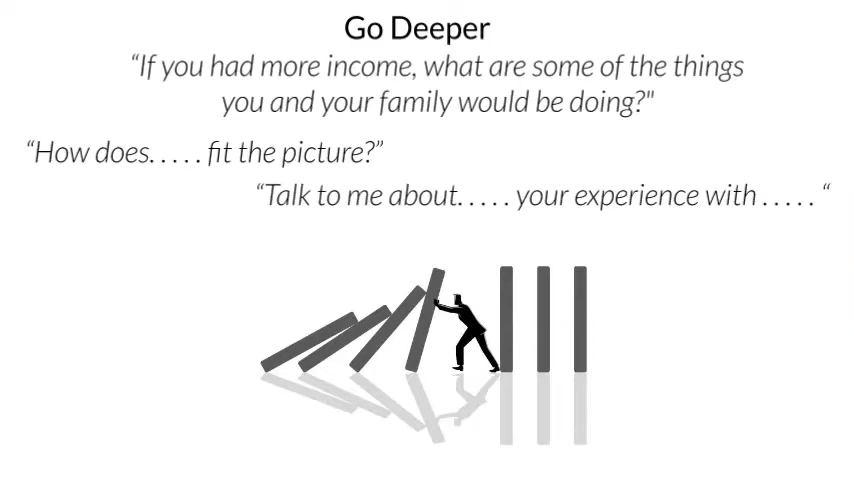 Go Deeper
“If you had more income, what are some of the things
you and your family would be doing?"
“How does. . . . . fit the picture?”
“Talk to me about. . . . . your experience with . . . . . “